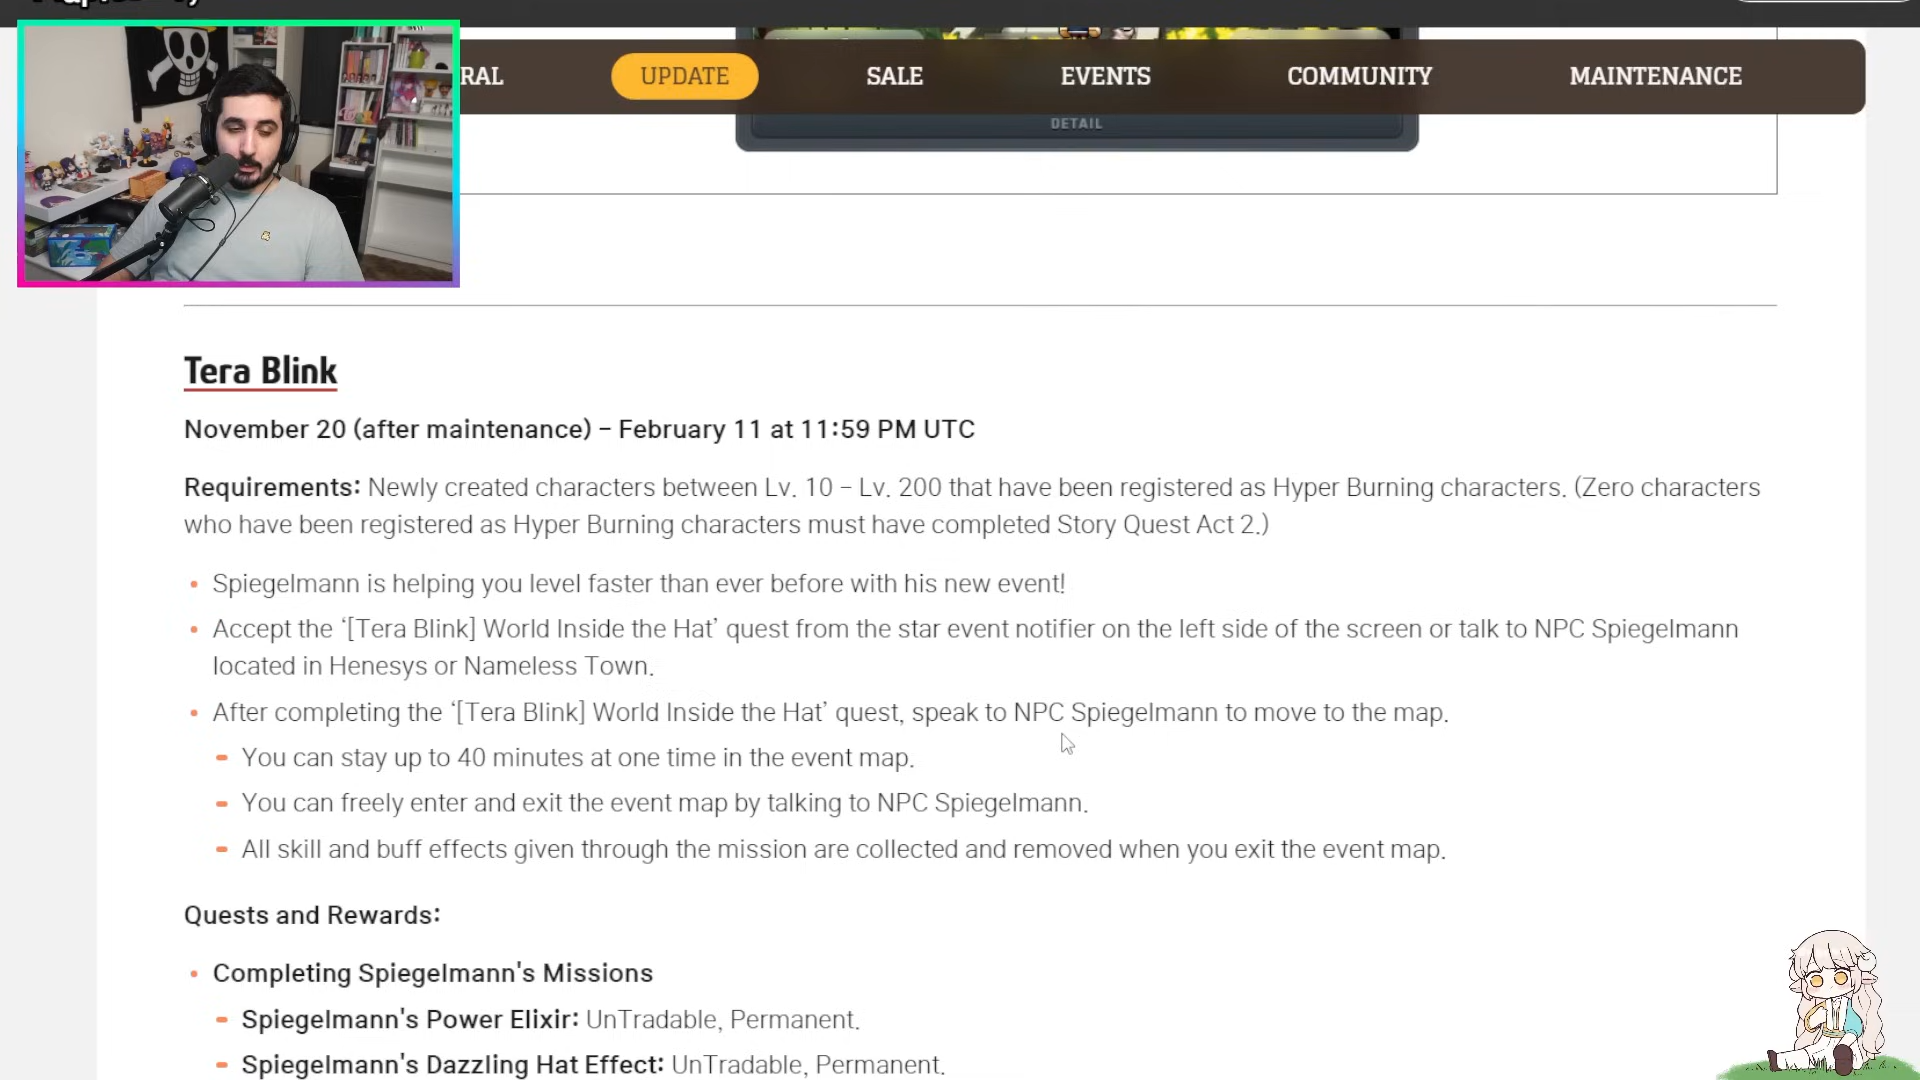 RAL
UPDATE
SALE
EVENTS
COMMUNITY
MAINTENANCE
DETAIL
Tera Blink
November 20 (after maintenance) – February 11 at 11:59 PM UTC
Requirements: Newly created characters between Lv. 10 – Lv. 200 that have been registered as Hyper Burning characters. (Zero characters
who have been registered as Hyper Burning characters must have completed Story Quest Act 2.)
• Spiegelmann is helping you level faster than ever before with his new event!
• Accept the ‘[Tera Blink] World Inside the Hat’ quest from the star event notifier on the left side of the screen or talk to NPC Spiegelmann
located in Henesys or Nameless Town.
• After completing the ‘[Tera Blink] World Inside the Hat’ quest, speak to NPC Spiegelmann to move to the map.
- You can stay up to 40 minutes at one time in the event map.
- You can freely enter and exit the event map by talking to NPC Spiegelmann.
- All skill and buff effects given through the mission are collected and removed when you exit the event map.
Quests and Rewards:
• Completing Spiegelmann's Missions
- Spiegelmann's Power Elixir: UnTradable, Permanent.
- Spiegelmann's Dazzling Hat Effect: UnTradable, Permanent.